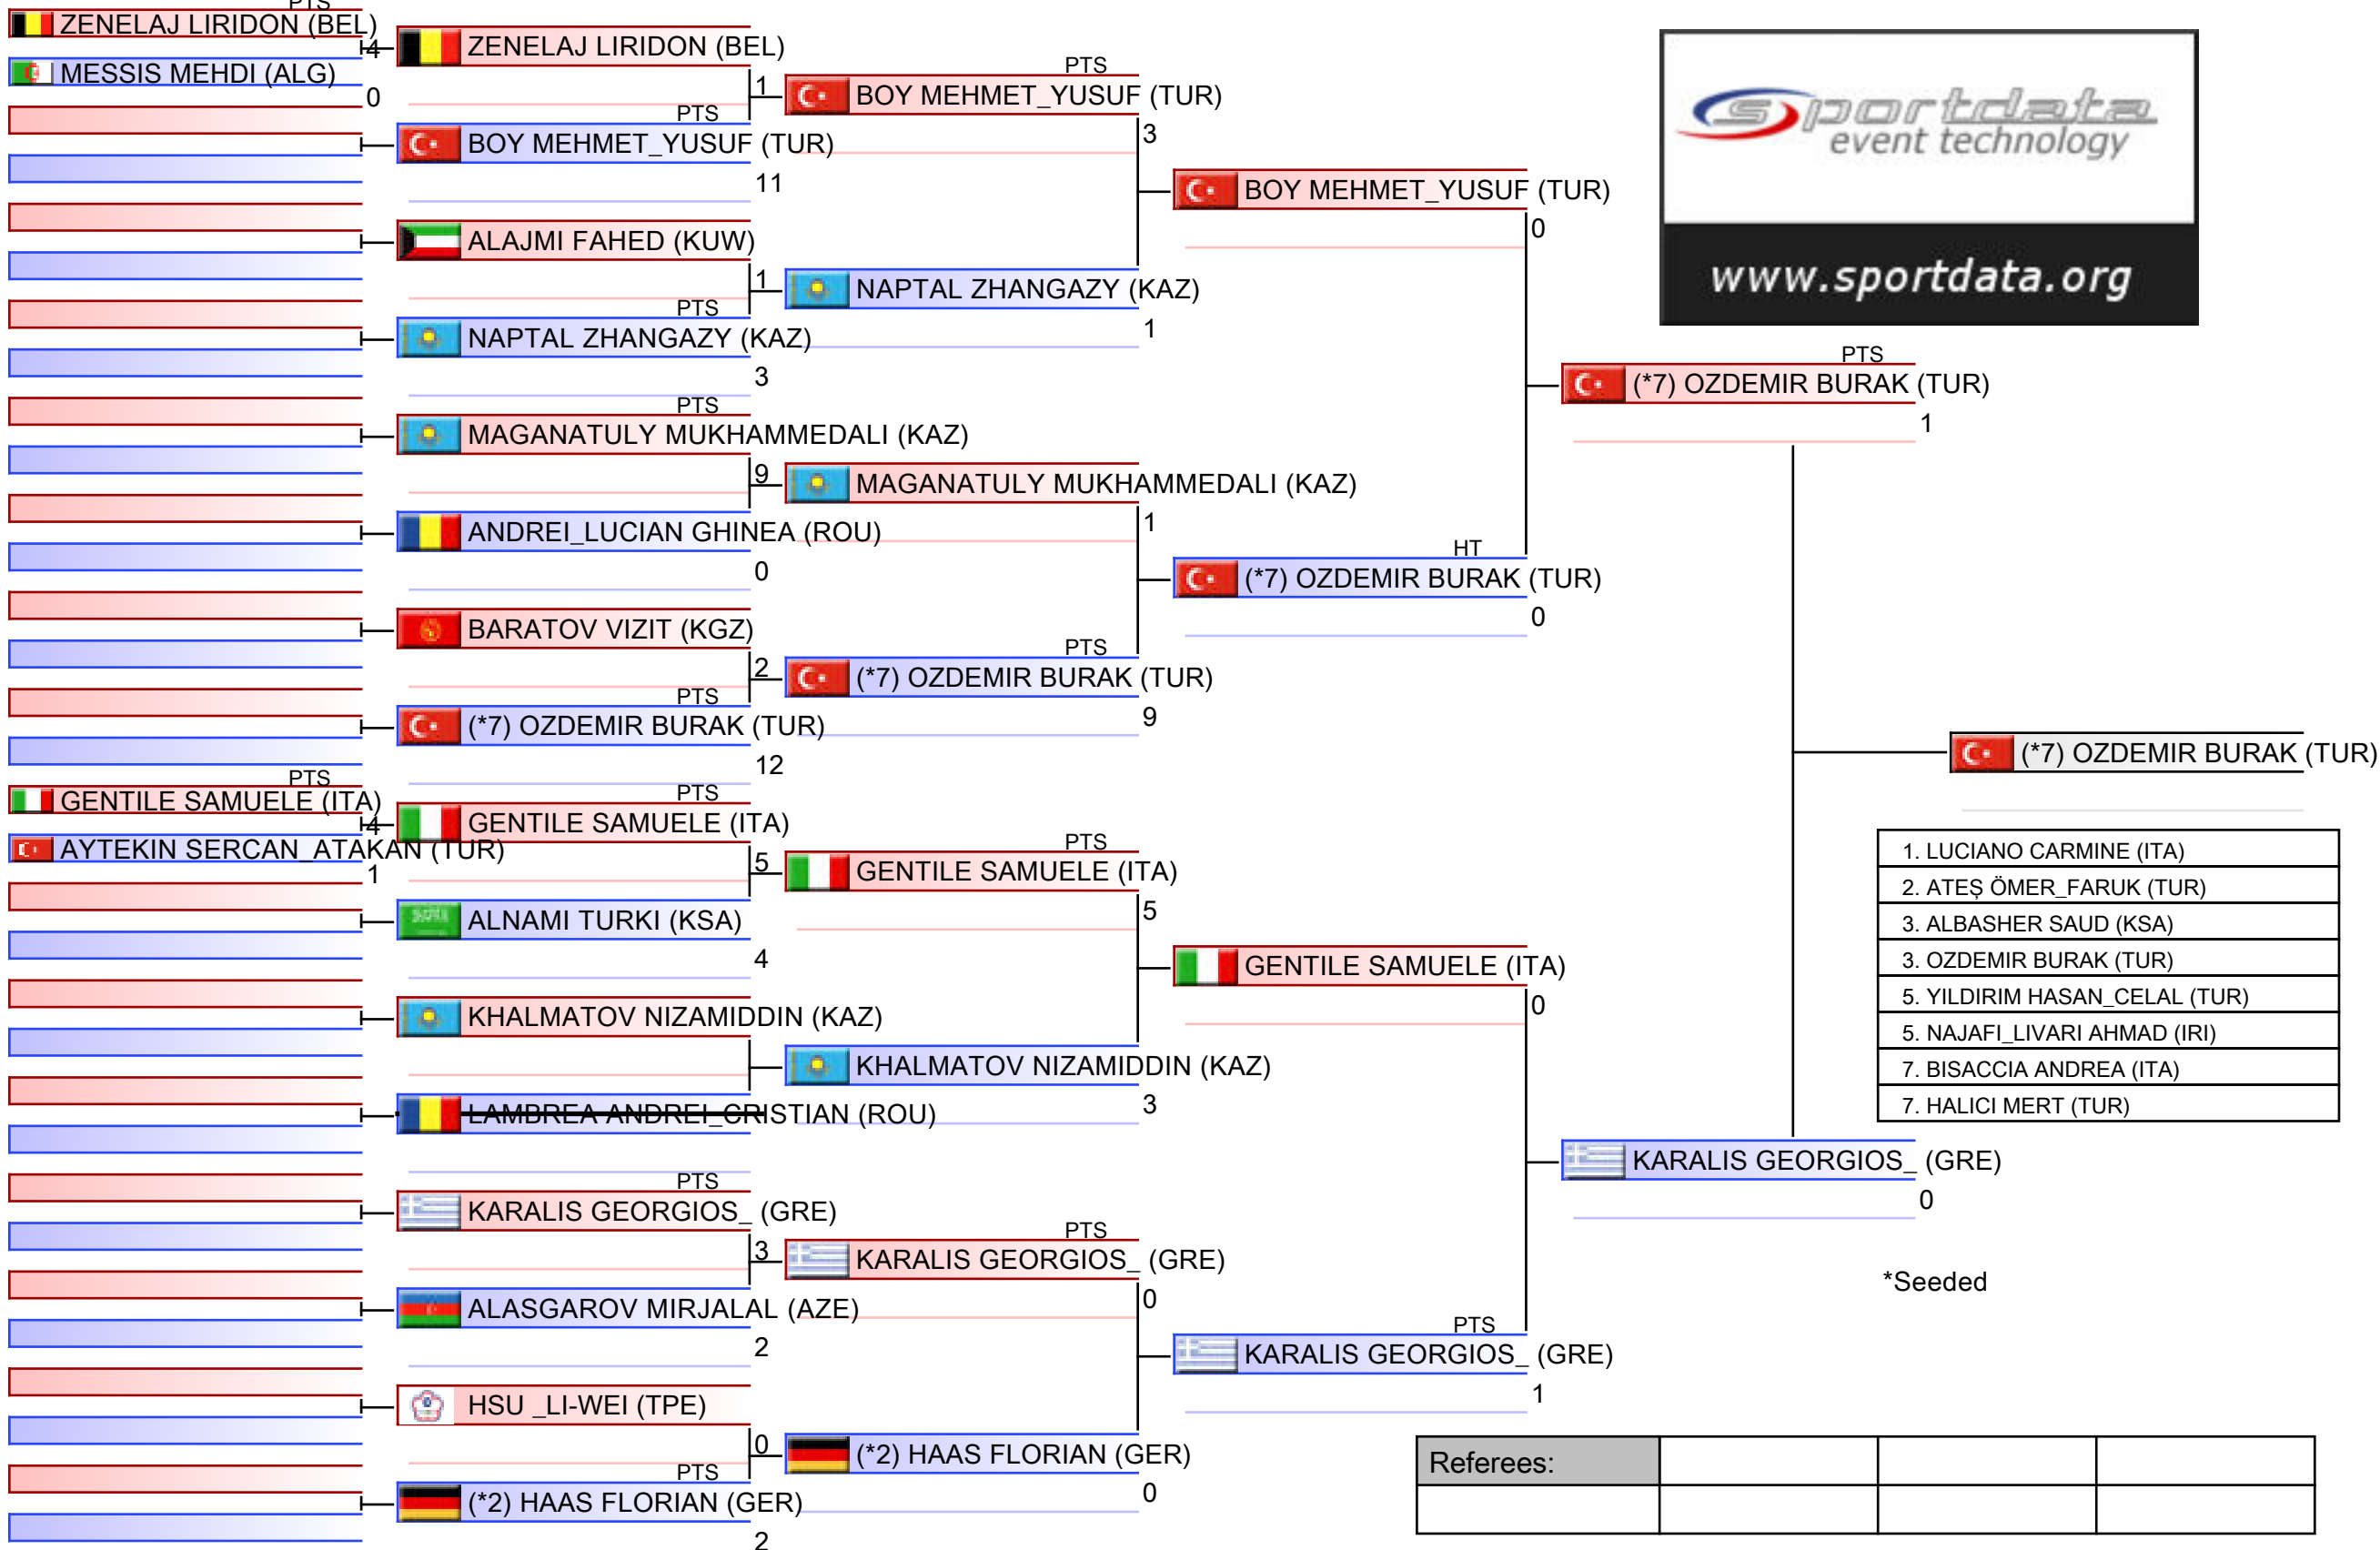 PTS
ZENELAJ LIRIDON (BEL)
4
MESSIS MEHDI (ALG)
0
ZENELAJ LIRIDON (BEL)
1
PTS
BOY MEHMET_YUSUF (TUR)
11
ALAJMI FAHED (KUW)
1
PTS
NAPTAL ZHANGAZY (KAZ)
3
PTS
MAGANATULY MUKHAMMEDALI (KAZ)
9
ANDREI_LUCIAN GHINEA (ROU)
0
BARATOV VIZIT (KGZ)
2
PTS
(*7) OZDEMIR BURAK (TUR)
12
PTS
GENTILE SAMUELE (ITA)
4
AYTEKIN SERCAN_ATAKAN (TUR)
1
PTS
GENTILE SAMUELE (ITA)
5
ALNAMI TURKI (KSA)
4
KHALMATOV NIZAMIDDIN (KAZ)
LAMBREA ANDREI_CRISTIAN (ROU)
PTS
KARALIS GEORGIOS_ (GRE)
3
ALASGAROV MIRJALAL (AZE)
2
HSU _LI-WEI (TPE)
0
PTS
(*2) HAAS FLORIAN (GER)
2
PTS
BOY MEHMET_YUSUF (TUR)
3
NAPTAL ZHANGAZY (KAZ)
1
MAGANATULY MUKHAMMEDALI (KAZ)
1
PTS
(*7) OZDEMIR BURAK (TUR)
9
PTS
GENTILE SAMUELE (ITA)
5
KHALMATOV NIZAMIDDIN (KAZ)
3
PTS
KARALIS GEORGIOS_ (GRE)
0
(*2) HAAS FLORIAN (GER)
0
BOY MEHMET_YUSUF (TUR)
0
HT
(*7) OZDEMIR BURAK (TUR)
0
GENTILE SAMUELE (ITA)
0
PTS
KARALIS GEORGIOS_ (GRE)
1
PTS
(*7) OZDEMIR BURAK (TUR)
1
KARALIS GEORGIOS_ (GRE)
0
(*7) OZDEMIR BURAK (TUR)
sportdata
event technology
www.sportdata.org
1. LUCIANO CARMINE (ITA)
2. ATEŞ ÖMER_FARUK (TUR)
3. ALBASHER SAUD (KSA)
3. OZDEMIR BURAK (TUR)
5. YILDIRIM HASAN_CELAL (TUR)
5. NAJAFI_LIVARI AHMAD (IRI)
7. BISACCIA ANDREA (ITA)
7. HALICI MERT (TUR)
*Seeded
Referees: